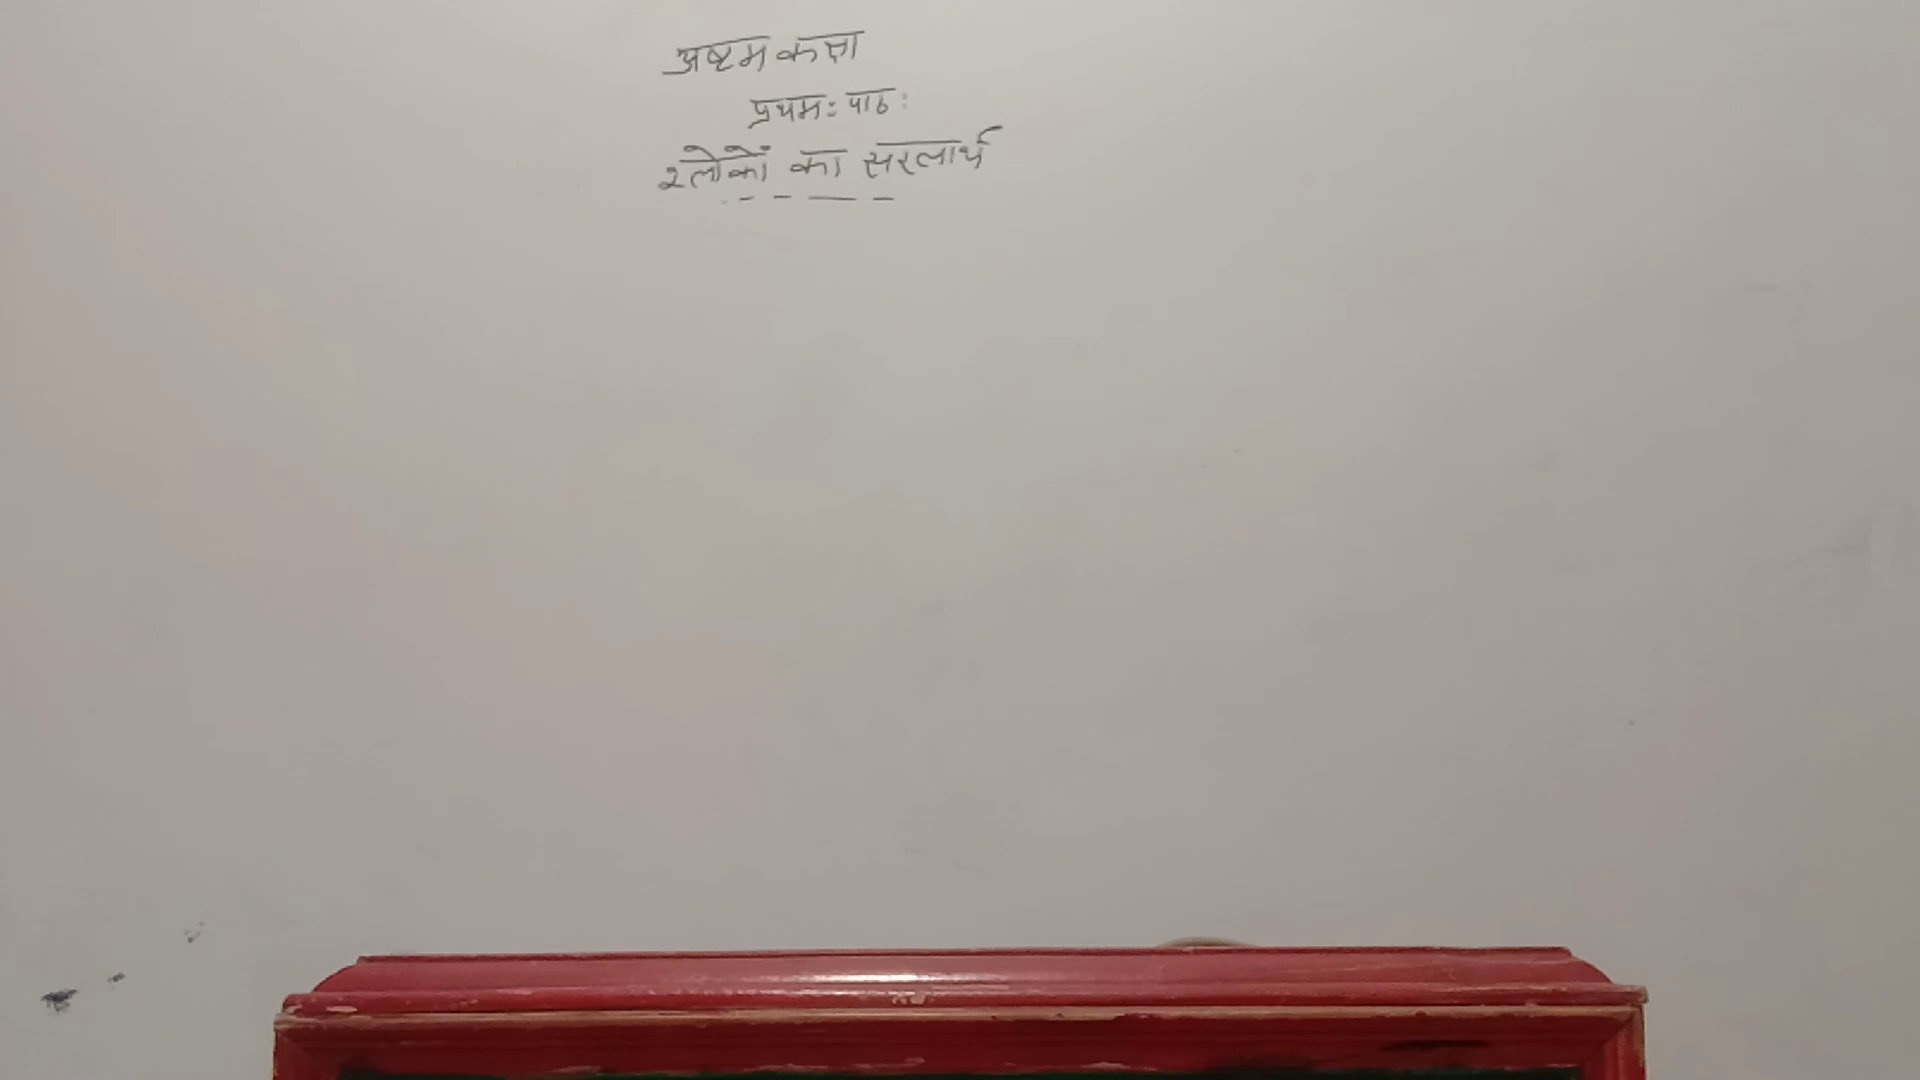 अष्टम कक्षा
प्रथमः पाठः
श्लोकों का सरलार्थ